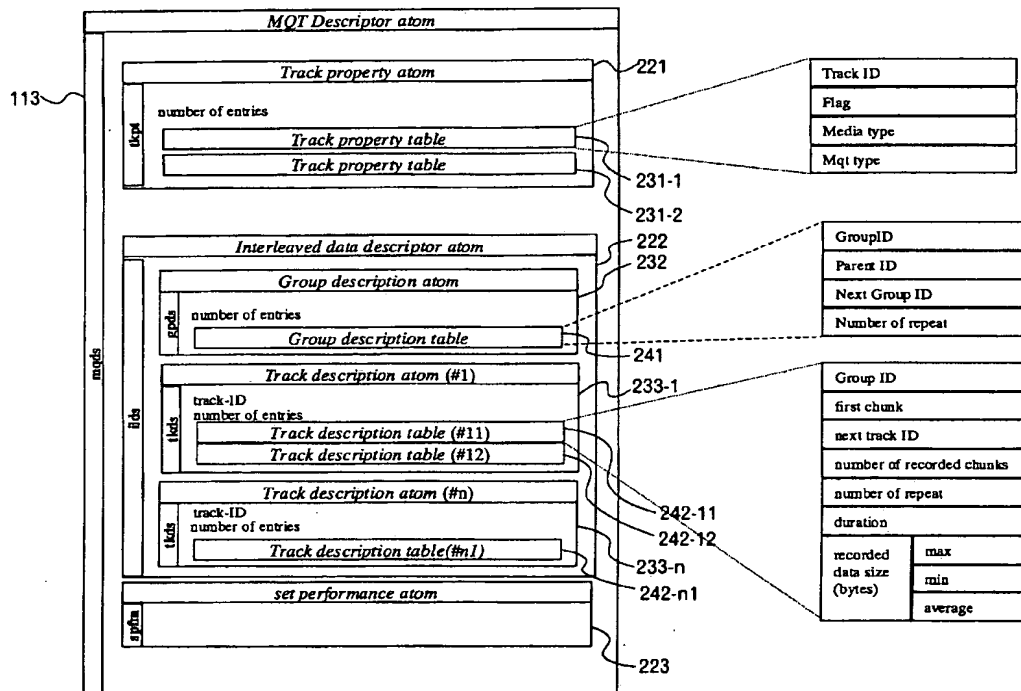 MQT Descriptor atom
113
mqds
Track property atom
221
tkpt
number of entries
Track property table
Track property table
231-1
231-2
Track ID
Flag
Media type
Mqt type
Interleaved data descriptor atom
222
232
Group description atom
gpds
number of entries
Group description table
241
GroupID
Parent ID
Next Group ID
Number of repeat
Track description atom (#1)
233-1
tkds
track-ID
number of entries
Track description table (#11)
Track description table (#12)
242-11
242-12
Group ID
first chunk
next track ID
number of recorded chunks
number of repeat
duration
recorded
data size
(bytes)
max
min
average
Track description atom (#n)
tkds
track-ID
number of entries
Track description table(#n1)
233-n
242-n1
set performance atom
223